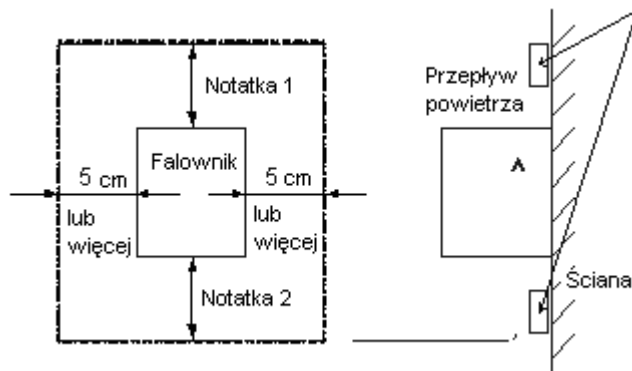 Notatka 1
Falownik
5 cm
lub
więcej
5 cm
lub
więcej
Notatka 2
Przepływ
powietrza
Ściana